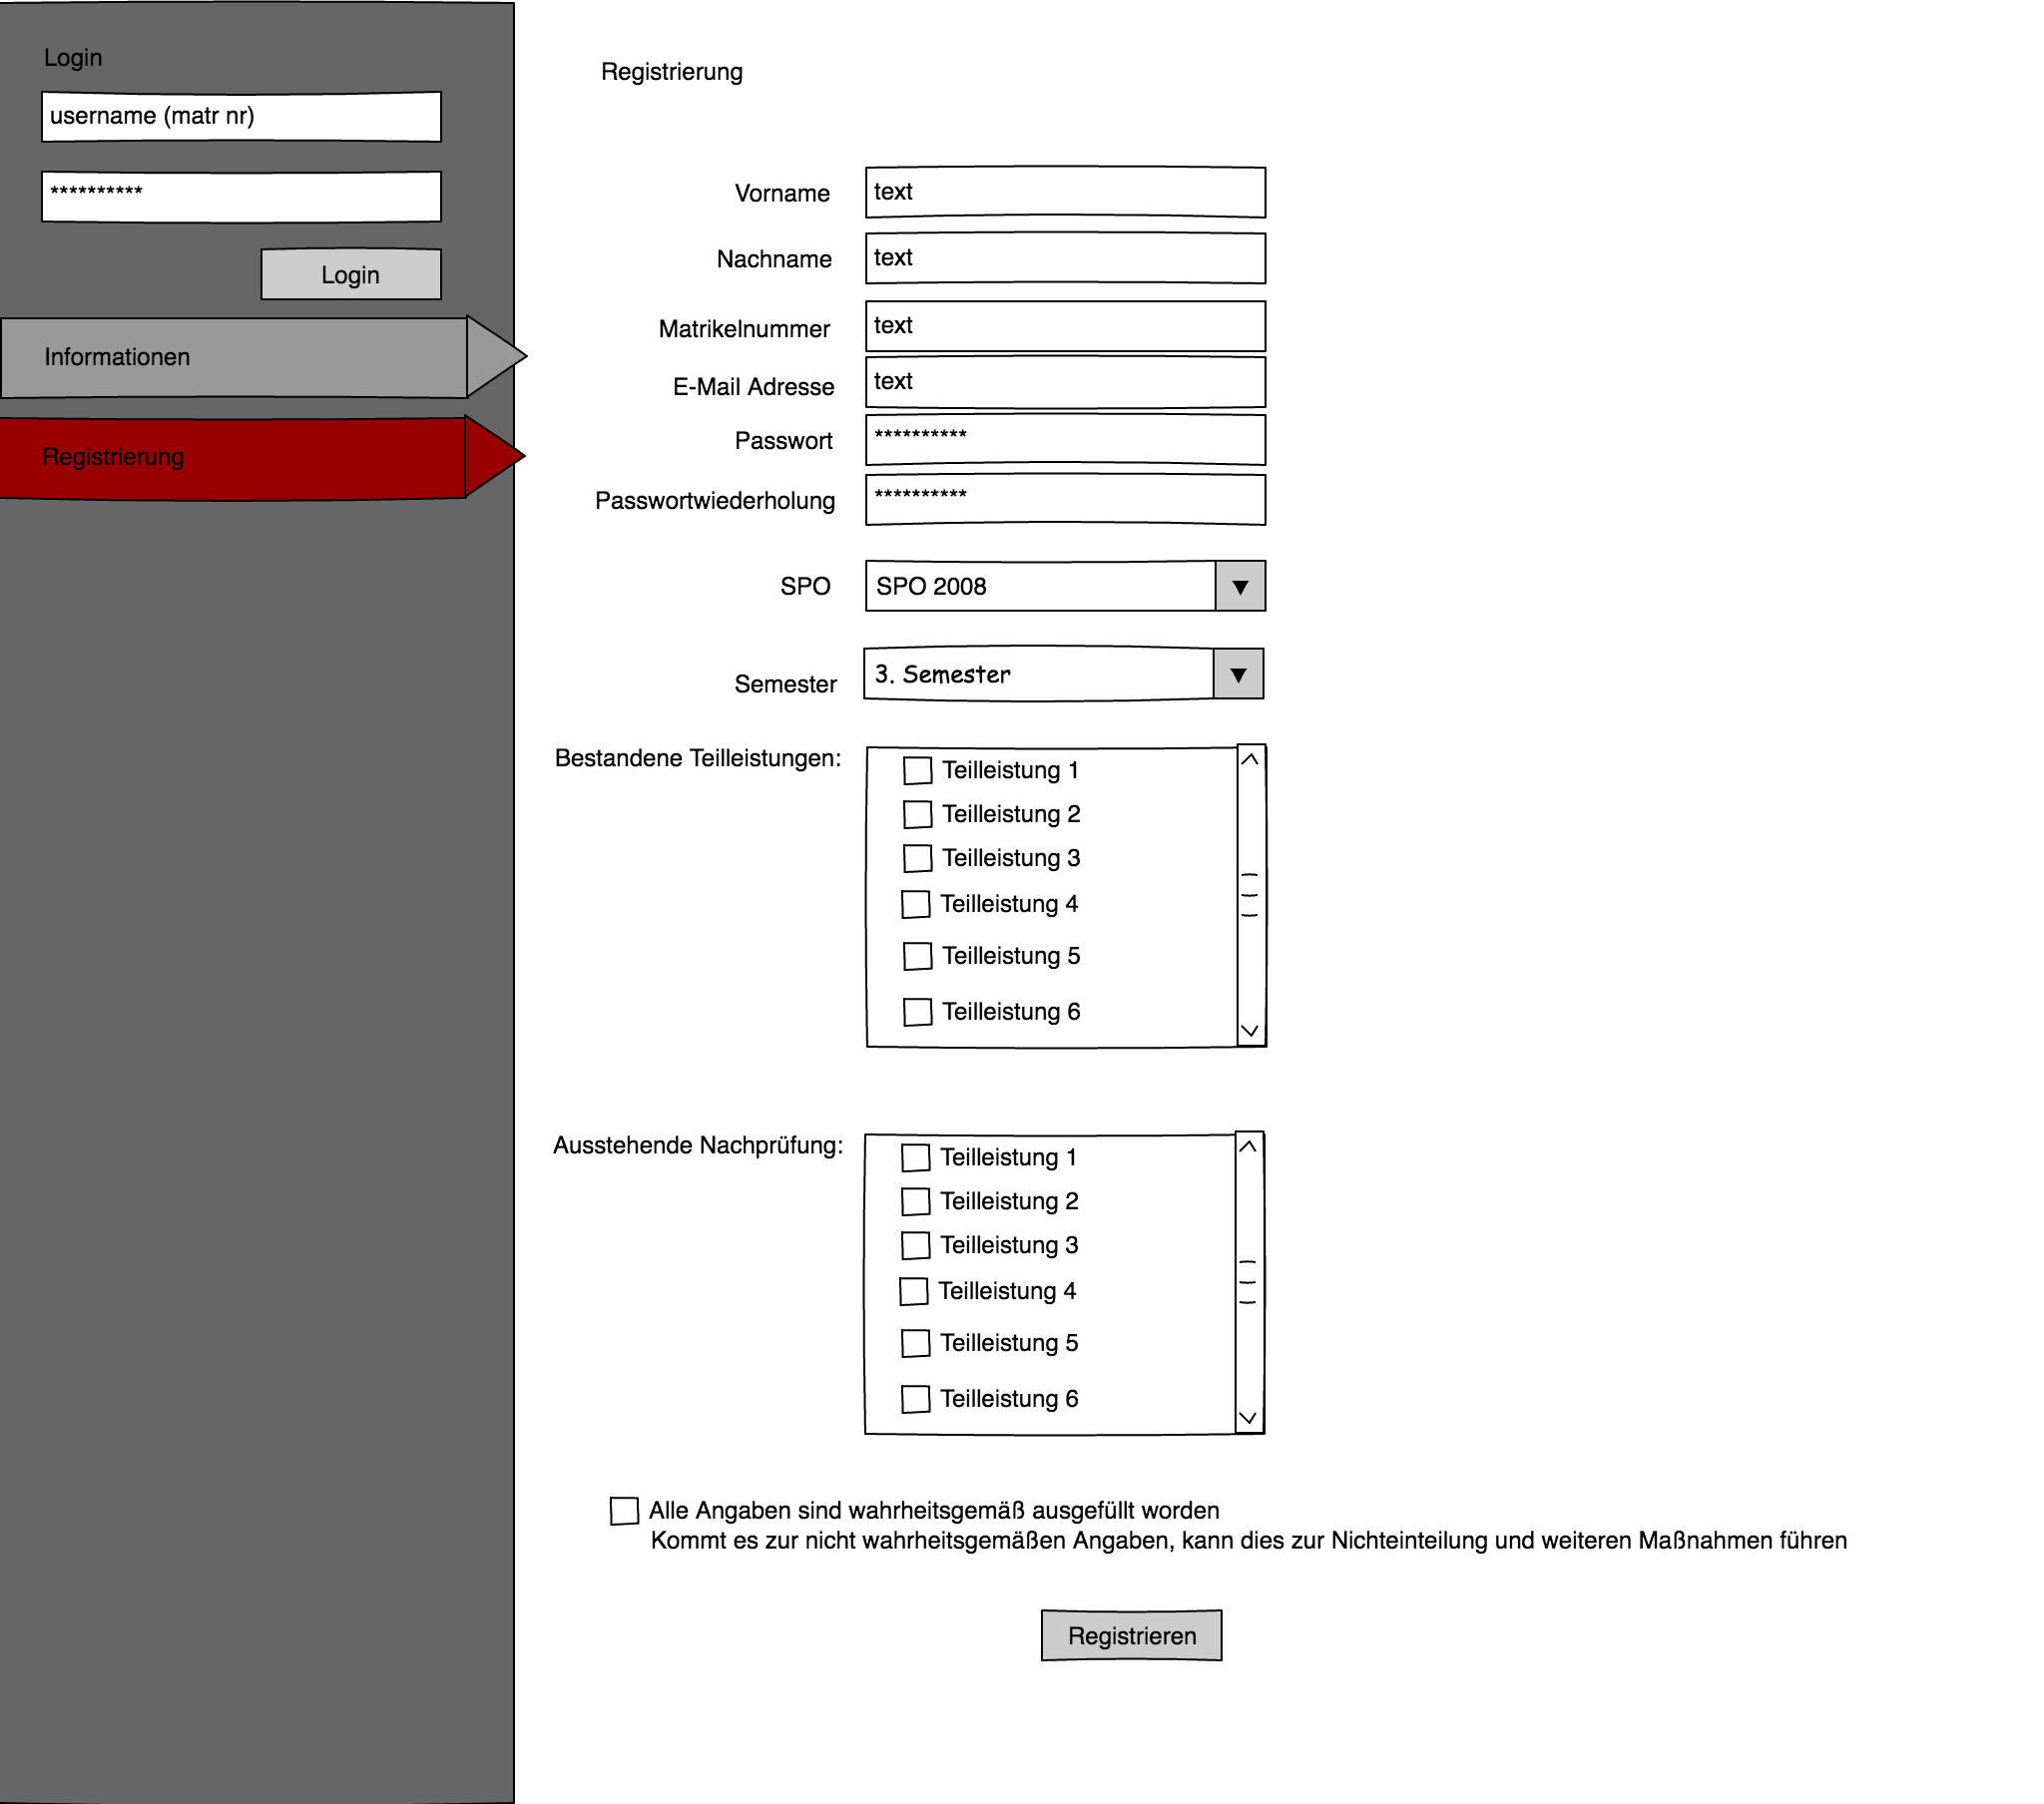 Login
username (matr nr)
**********
Login
Informationen
Registrierung
Registrierung
Vorname text
Nachname text
Matrikelnummer text
E-Mail Adresse text
Passwort **********
Passwortwiederholung **********
SPO SPO 2008
Semester 3. Semester
Bestandene Teilleistungen:
Teilleistung 1
Teilleistung 2
Teilleistung 3
Teilleistung 4
Teilleistung 5
Teilleistung 6
Ausstehende Nachprüfung:
Teilleistung 1
Teilleistung 2
Teilleistung 3
Teilleistung 4
Teilleistung 5
Teilleistung 6
Alle Angaben sind wahrheitsgemäß ausgefüllt worden
Kommt es zur nicht wahrheitsgemäßen Angaben, kann dies zur Nichteinteilung und weiteren Maßnahmen führen
Registrieren